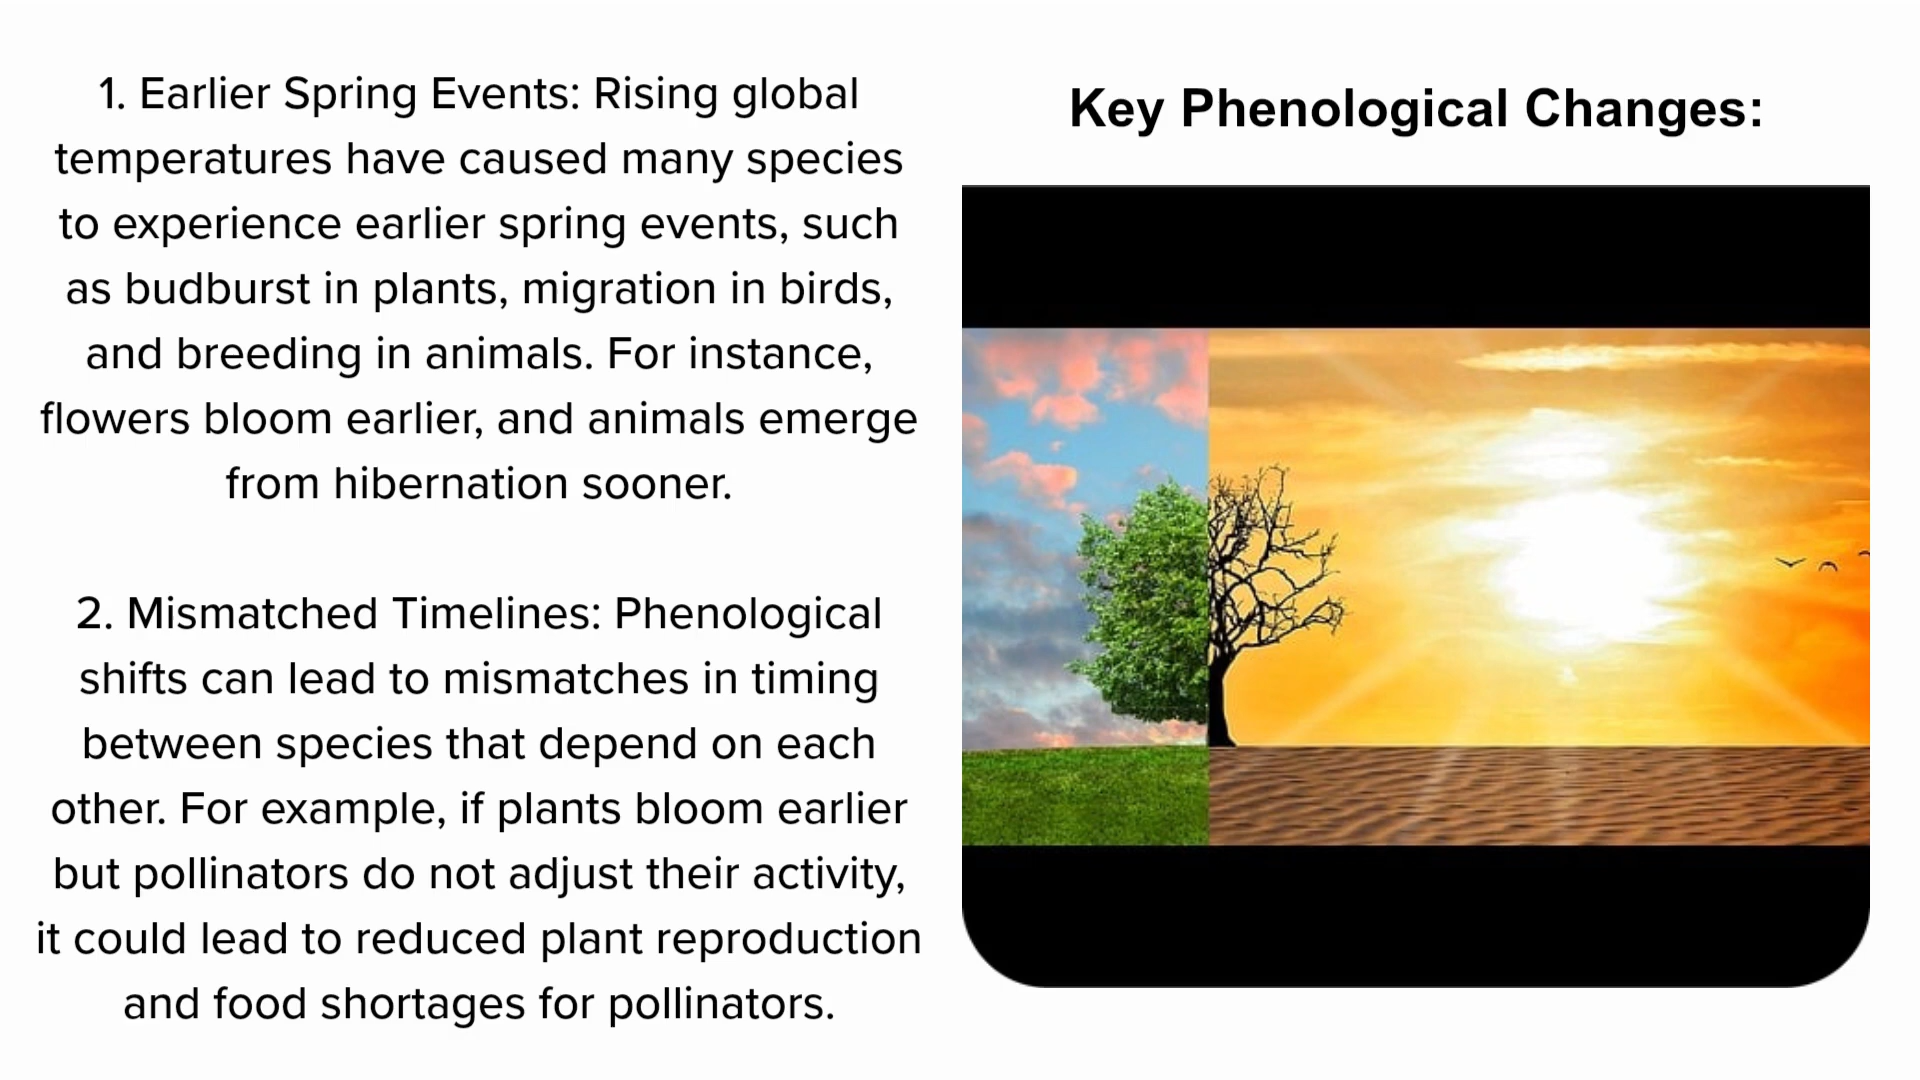 Key Phenological Changes:
1. Earlier Spring Events: Rising global
temperatures have caused many species
to experience earlier spring events, such
as budburst in plants, migration in birds,
and breeding in animals. For instance,
flowers bloom earlier, and animals emerge
from hibernation sooner.
2. Mismatched Timelines: Phenological
shifts can lead to mismatches in timing
between species that depend on each
other. For example, if plants bloom earlier
but pollinators do not adjust their activity,
it could lead to reduced plant reproduction
and food shortages for pollinators.